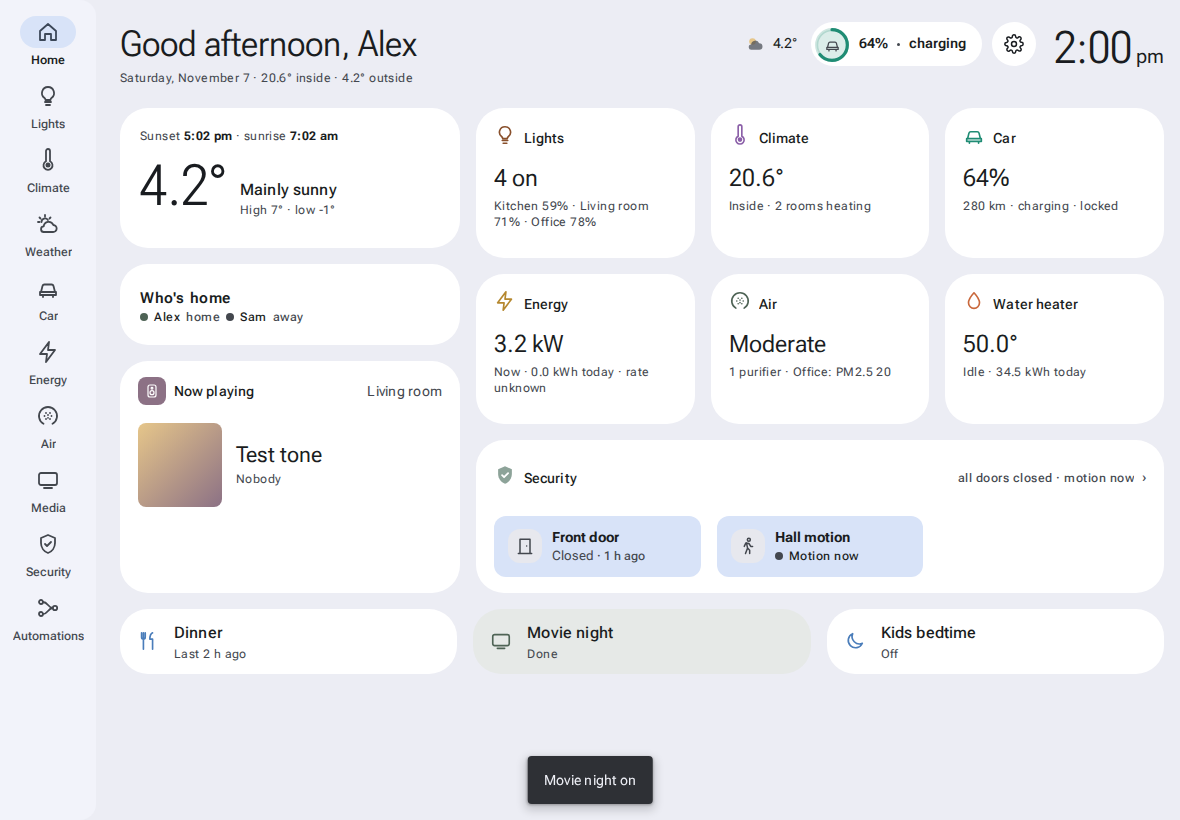 Home
Lights
Climate
Weather
Car
Energy
Air
Media
Security
Automations
Good afternoon, Alex
Saturday, November 7 · 20.6° inside · 4.2° outside
4.2°
64% · charging
2:00 pm
Sunset 5:02 pm · sunrise 7:02 am
4.2°
Mainly sunny
High 7° · low -1°
Who's home
Alex home Sam away
Now playing
Living room
Test tone
Nobody
Lights
4 on
Kitchen 59% · Living room
71% · Office 78%
Climate
20.6°
Inside · 2 rooms heating
Car
64%
280 km · charging · locked
Energy
3.2 kW
Now · 0.0 kWh today · rate
unknown
Air
Moderate
1 purifier · Office: PM2.5 20
Water heater
50.0°
Idle · 34.5 kWh today
Security
all doors closed · motion now ›
Front door
Closed · 1 h ago
Hall motion
Motion now
Dinner
Last 2 h ago
Movie night
Done
Kids bedtime
Off
Movie night on